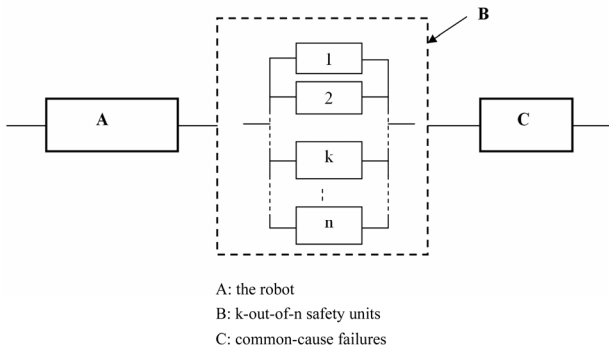 B
1
2
A
C
k
n
A: the robot
B: k-out-of-n safety units
C: common-cause failures